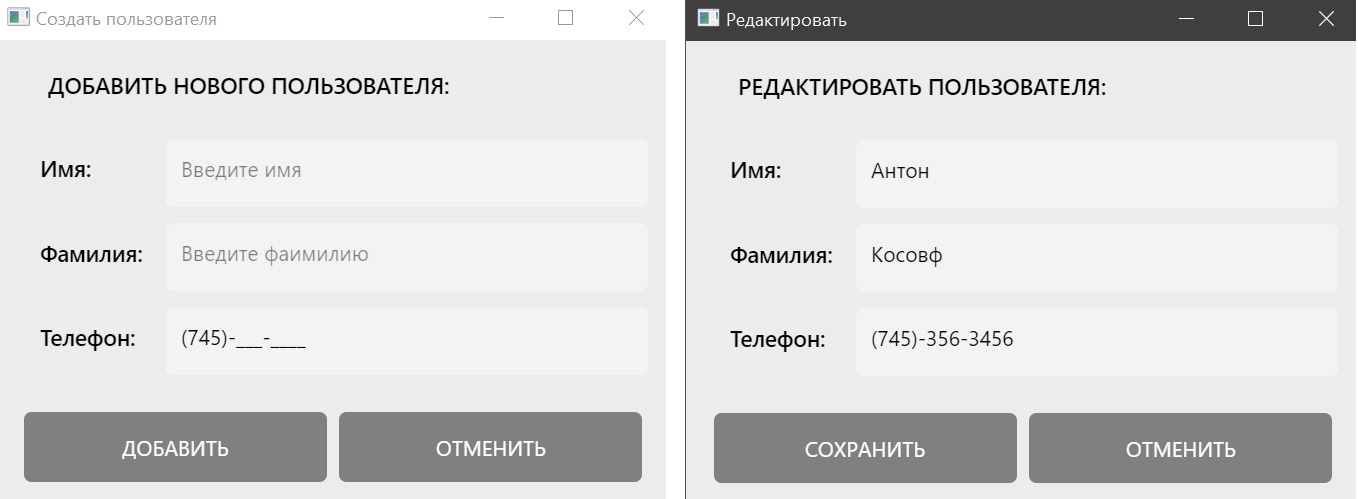 Создать пользователя
ДОБАВИТЬ НОВОГО ПОЛЬЗОВАТЕЛЯ:
Имя: Введите имя
Фамилия: Введите фаимилию
Телефон: (745)-___-____
ДОБАВИТЬ ОТМЕНИТЬ
Редактировать
РЕДАКТИРОВАТЬ ПОЛЬЗОВАТЕЛЯ:
Имя: Антон
Фамилия: Косовф
Телефон: (745)-356-3456
СОХРАНИТЬ ОТМЕНИТЬ